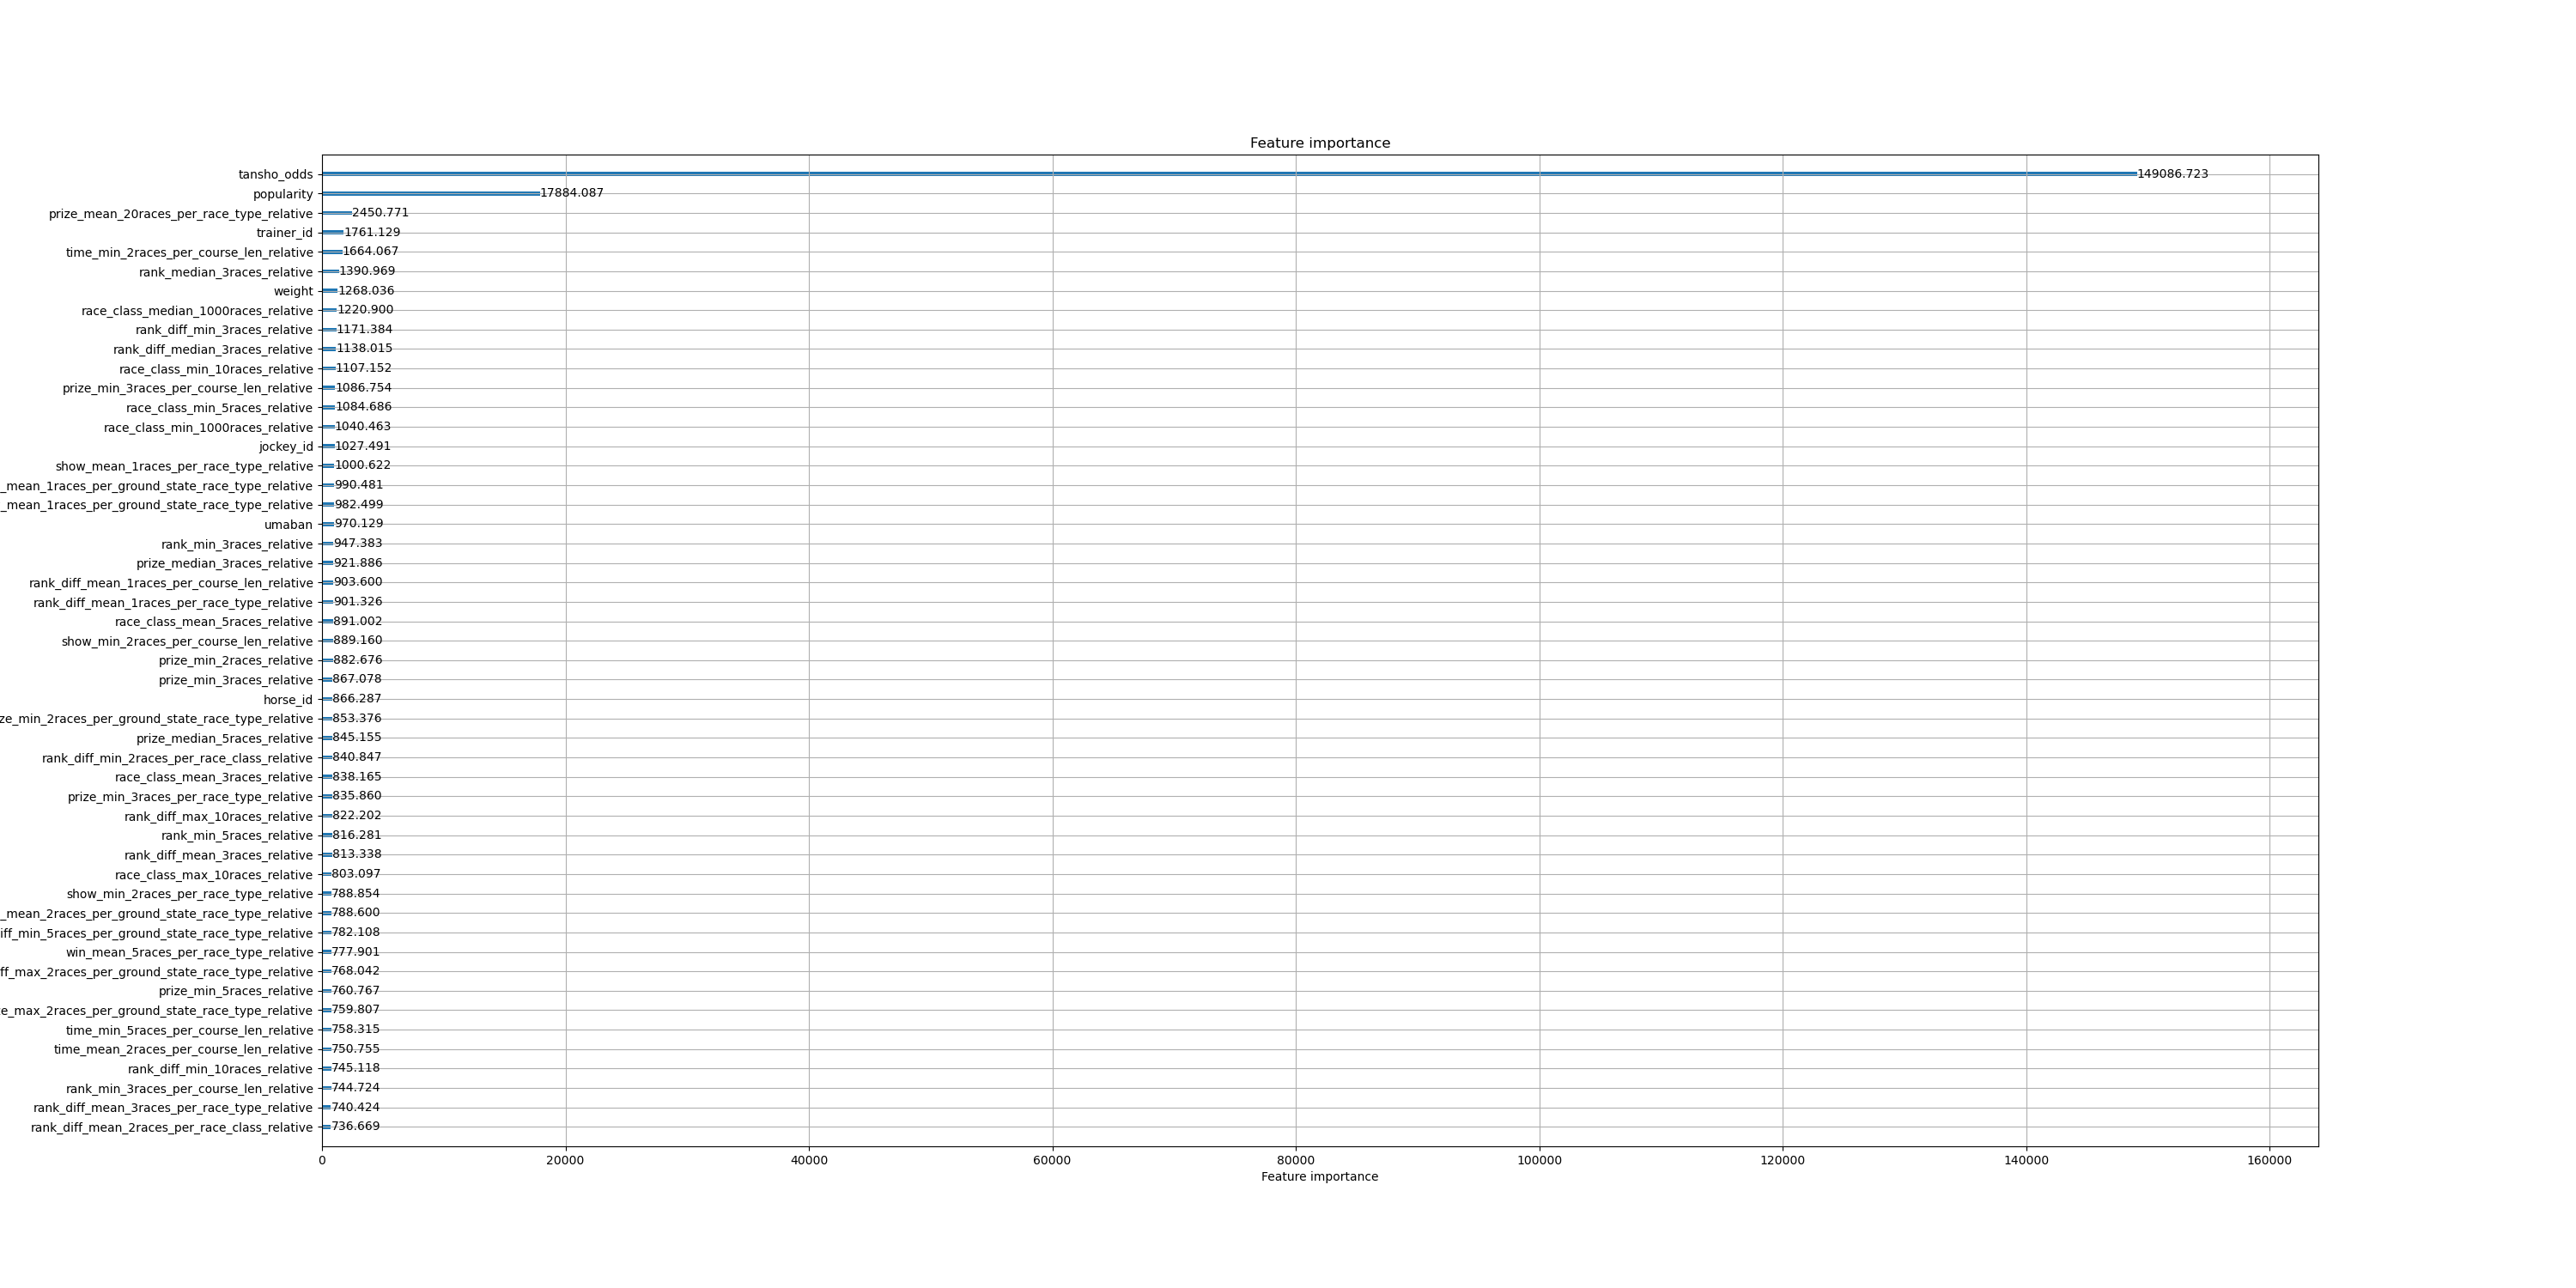 Feature importance
tansho_odds 149086.723
popularity 17884.087
prize_mean_20races_per_race_type_relative 2450.771
trainer_id 1761.129
time_min_2races_per_course_len_relative 1664.067
rank_median_3races_relative 1390.969
weight 1268.036
race_class_median_1000races_relative 1220.900
rank_diff_min_3races_relative 1171.384
rank_diff_median_3races_relative 1138.015
race_class_min_10races_relative 1107.152
prize_min_3races_per_course_len_relative 1086.754
race_class_min_5races_relative 1084.686
race_class_min_1000races_relative 1040.463
jockey_id 1027.491
show_mean_1races_per_race_type_relative 1000.622
_mean_1races_per_ground_state_race_type_relative 990.481
_mean_1races_per_ground_state_race_type_relative 982.499
umaban 970.129
rank_min_3races_relative 947.383
prize_median_3races_relative 921.886
rank_diff_mean_1races_per_course_len_relative 903.600
rank_diff_mean_1races_per_race_type_relative 901.326
race_class_mean_5races_relative 891.002
show_min_2races_per_course_len_relative 889.160
prize_min_2races_relative 882.676
prize_min_3races_relative 867.078
horse_id 866.287
ze_min_2races_per_ground_state_race_type_relative 853.376
prize_median_5races_relative 845.155
rank_diff_min_2races_per_race_class_relative 840.847
race_class_mean_3races_relative 838.165
prize_min_3races_per_race_type_relative 835.860
rank_diff_max_10races_relative 822.202
rank_min_5races_relative 816.281
rank_diff_mean_3races_relative 813.338
race_class_max_10races_relative 803.097
show_min_2races_per_race_type_relative 788.854
_mean_2races_per_ground_state_race_type_relative 788.600
iff_min_5races_per_ground_state_race_type_relative 782.108
win_mean_5races_per_race_type_relative 777.901
ff_max_2races_per_ground_state_race_type_relative 768.042
prize_min_5races_relative 760.767
e_max_2races_per_ground_state_race_type_relative 759.807
time_min_5races_per_course_len_relative 758.315
time_mean_2races_per_course_len_relative 750.755
rank_diff_min_10races_relative 745.118
rank_min_3races_per_course_len_relative 744.724
rank_diff_mean_3races_per_race_type_relative 740.424
rank_diff_mean_2races_per_race_class_relative 736.669
0 20000 40000 60000 80000 100000 120000 140000 160000
Feature importance